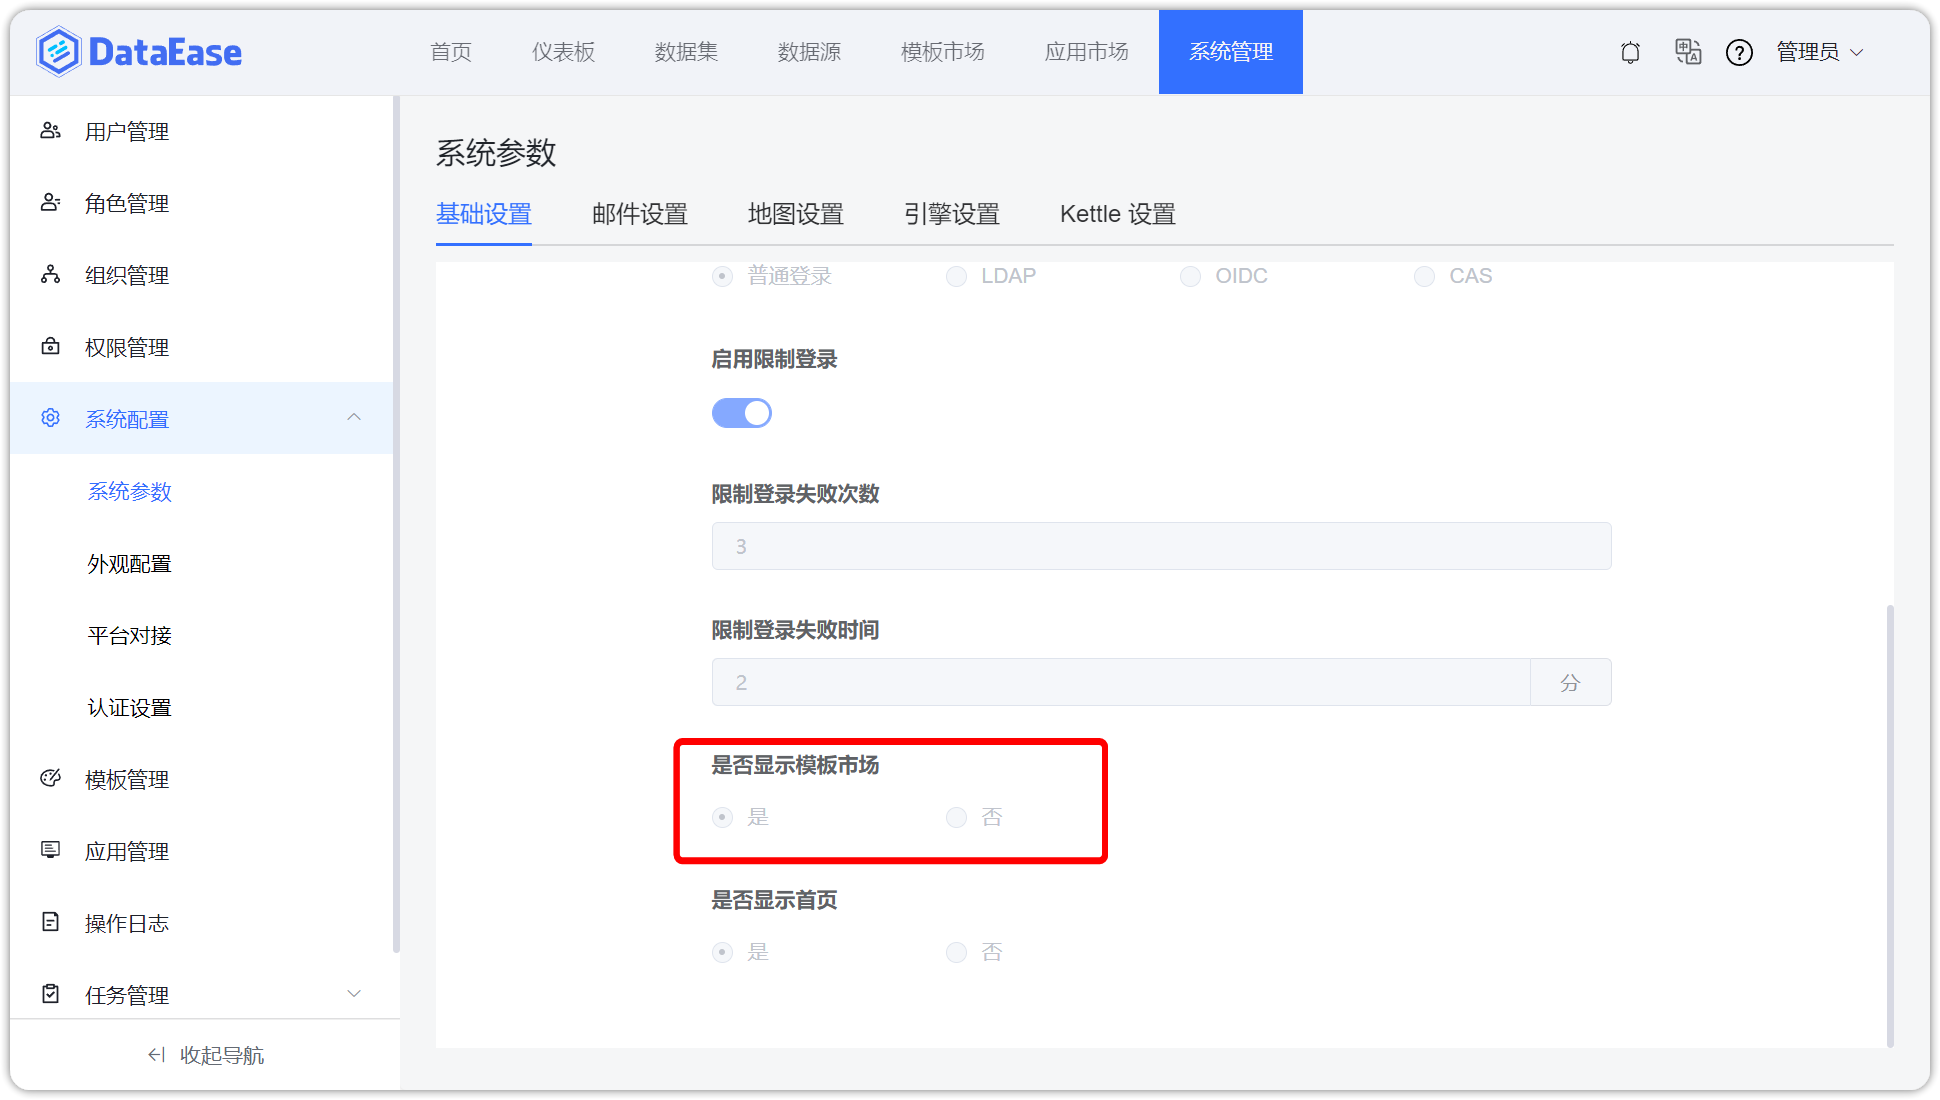 DataEase
首页 仪表板 数据集 数据源 模板市场 应用市场 系统管理
中 A ? 管理员
用户管理
角色管理
组织管理
权限管理
系统配置
系统参数
外观配置
平台对接
认证设置
模板管理
应用管理
操作日志
任务管理
收起导航
系统参数
基础设置 邮件设置 地图设置 引擎设置 Kettle 设置
普通登录 LDAP OIDC CAS
启用限制登录
限制登录失败次数
3
限制登录失败时间
2 分
是否显示模板市场
是 否
是否显示首页
是 否